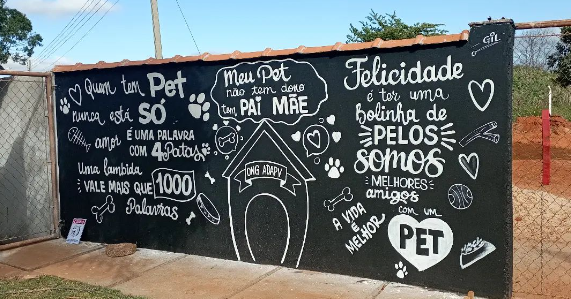 Quem tem Pet
nunca está SÓ
amor É UMA PALAVRA
COM 4 Patas
Uma lambida
VALE MAIS QUE 1000
Palavras
Meu Pet
não tem dono
tem PAI MÃE
ONG ADAPV
Felicidade
é ter uma
bolinha de
PELOS
SOMOS
MELHORES
amigos
A VIDA
É MELHOR
com um
PET
GIL